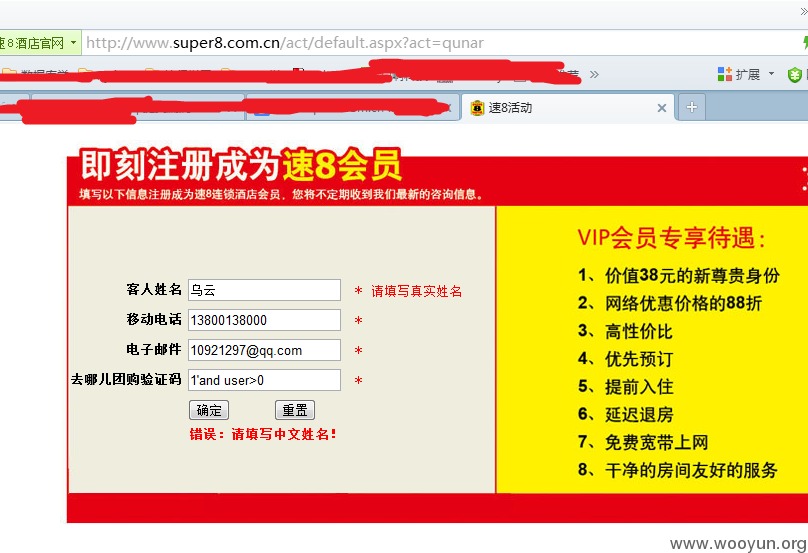 速8酒店官网
http://www.super8.com.cn/act/default.aspx?act=qunar
扩展
速8活动
即刻注册成为速8会员
填写以下信息注册成为速8连锁酒店会员，您将不定期收到我们最新的咨询信息。
客人姓名 乌云 * 请填写真实姓名
移动电话 13800138000 *
电子邮件 10921297@qq.com *
去哪儿团购验证码 1'and user>0 *
确定 重置
错误：请填写中文姓名！
VIP会员专享待遇：
1、价值38元的新尊贵身份
2、网络优惠价格的88折
3、高性价比
4、优先预订
5、提前入住
6、延迟退房
7、免费宽带上网
8、干净的房间友好的服务
www.wooyun.org